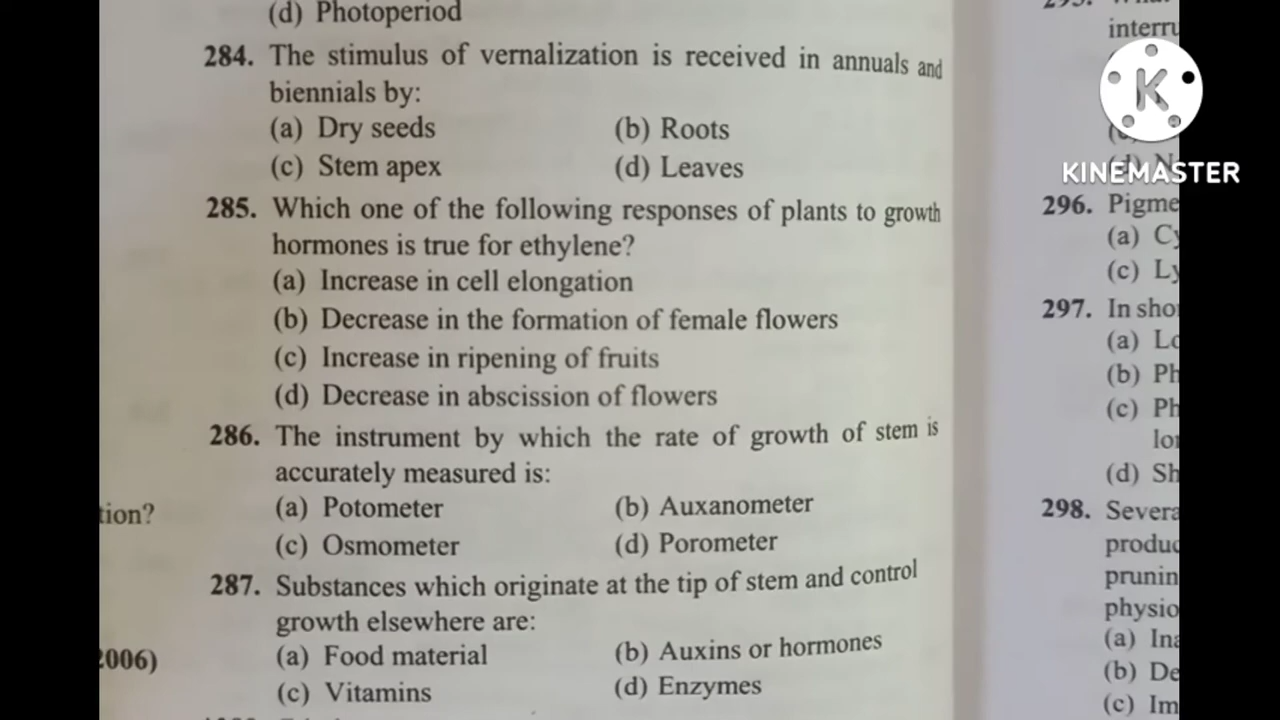 (d) Photoperiod
284. The stimulus of vernalization is received in annuals and
biennials by:
(a) Dry seeds (b) Roots
(c) Stem apex (d) Leaves
285. Which one of the following responses of plants to growth
hormones is true for ethylene?
(a) Increase in cell elongation
(b) Decrease in the formation of female flowers
(c) Increase in ripening of fruits
(d) Decrease in abscission of flowers
286. The instrument by which the rate of growth of stem is
accurately measured is:
(a) Potometer (b) Auxanometer
(c) Osmometer (d) Porometer
287. Substances which originate at the tip of stem and control
growth elsewhere are:
(a) Food material (b) Auxins or hormones
(c) Vitamins (d) Enzymes
tion?
2006)
interru
K
KINEMASTER
296. Pigme
(a) Cy
(c) Ly
297. In shor
(a) Lo
(b) Ph
(c) Ph
lon
(d) Sh
298. Severa
produc
prunin
physio
(a) Ina
(b) De
(c) Im